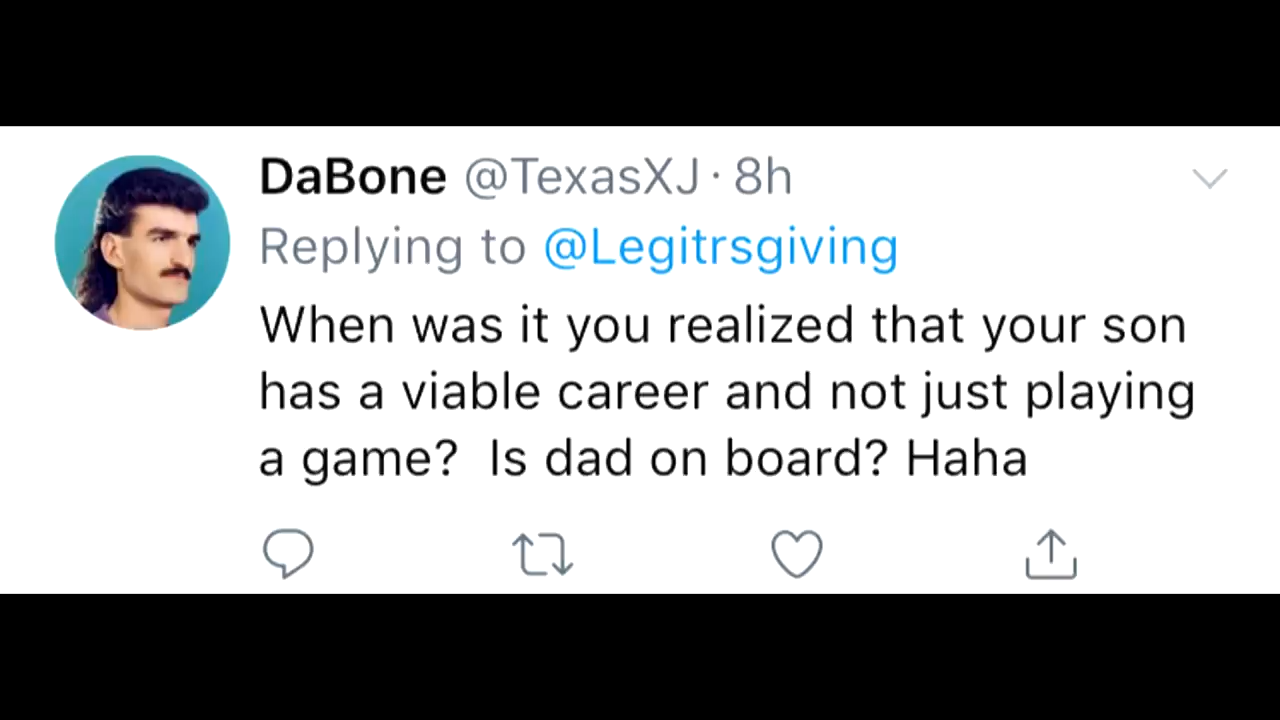 DaBone @TexasXJ · 8h
Replying to @Legitrsgiving
When was it you realized that your son
has a viable career and not just playing
a game?  Is dad on board? Haha